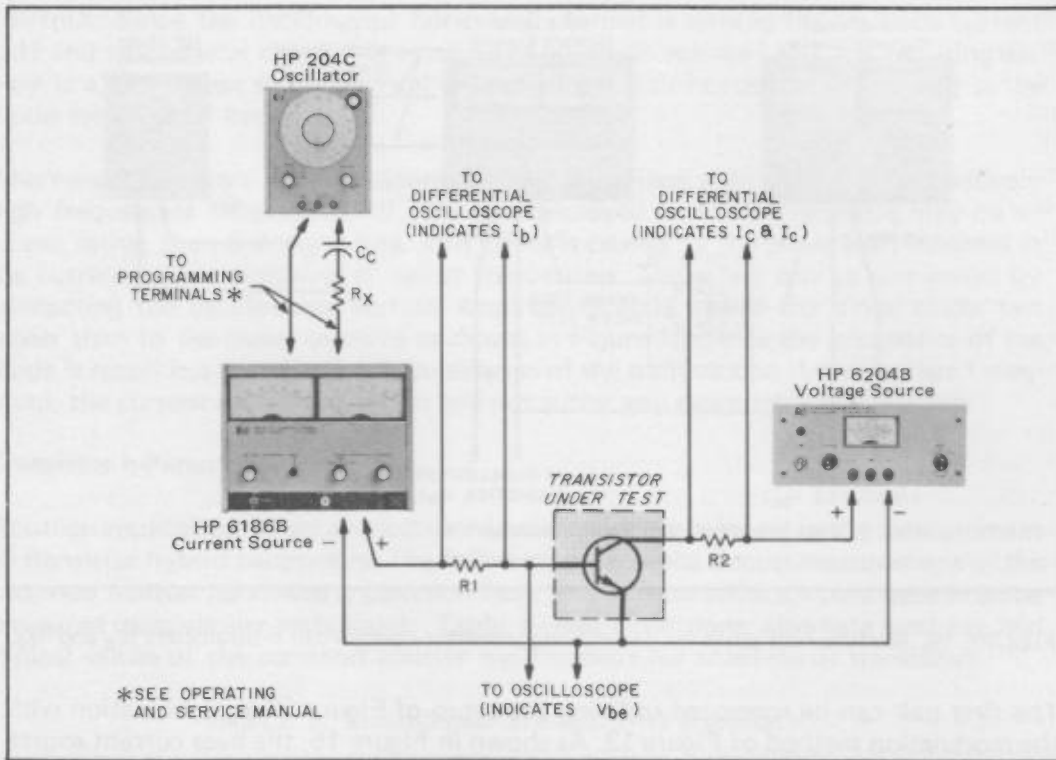 HP 204C
Oscillator
TO
DIFFERENTIAL
OSCILLOSCOPE
(INDICATES Ib)
TO
DIFFERENTIAL
OSCILLOSCOPE
(INDICATES IC & Ic)
CC
RX
TO
PROGRAMMING
TERMINALS *
HP 6204B
Voltage Source
+
−
TRANSISTOR
UNDER TEST
HP 6186B
Current Source
−
+
R1
R2
TO OSCILLOSCOPE
(INDICATES Vbe)
*SEE OPERATING
AND SERVICE MANUAL